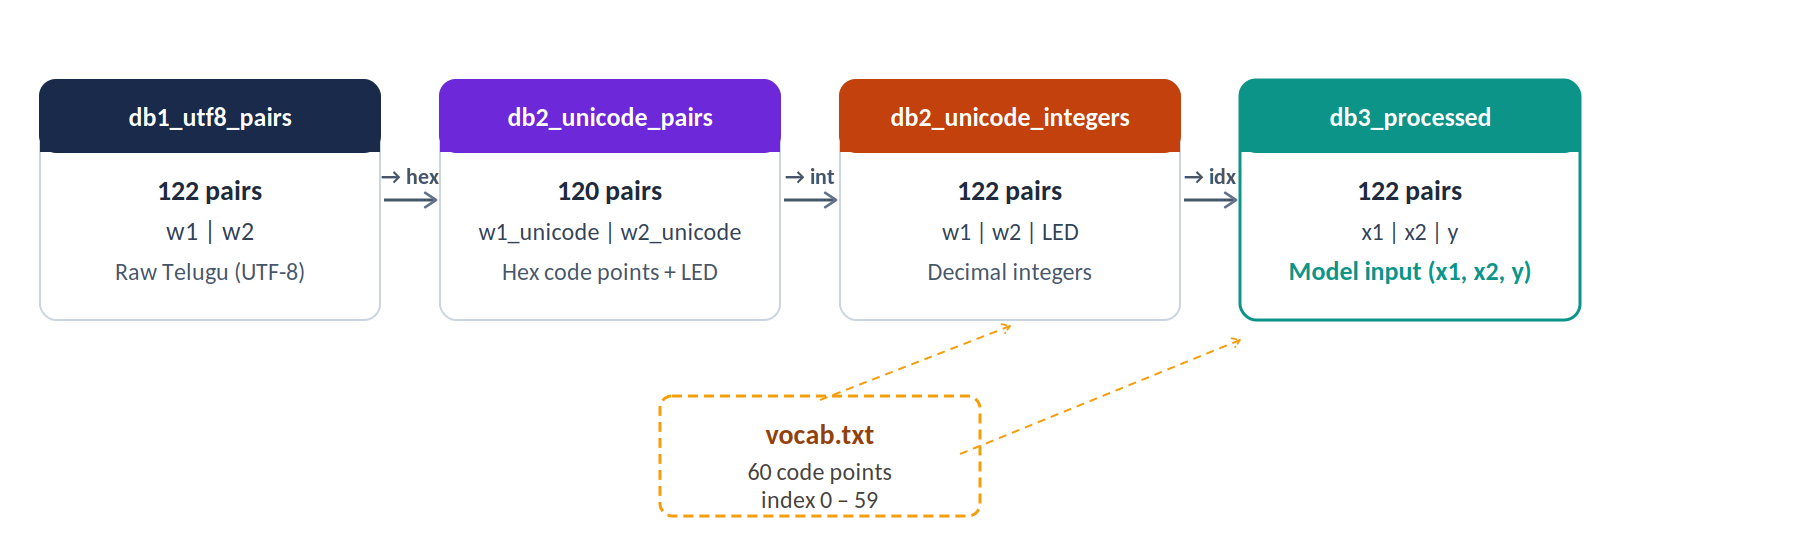 db1_utf8_pairs
122 pairs
w1 | w2
Raw Telugu (UTF-8)
→ hex
db2_unicode_pairs
120 pairs
w1_unicode | w2_unicode
Hex code points + LED
→ int
db2_unicode_integers
122 pairs
w1 | w2 | LED
Decimal integers
→ idx
db3_processed
122 pairs
x1 | x2 | y
Model input (x1, x2, y)
vocab.txt
60 code points
index 0 – 59